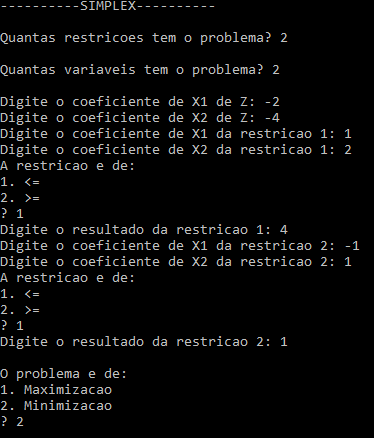 ----------SIMPLEX----------
Quantas restricoes tem o problema? 2
Quantas variaveis tem o problema? 2
Digite o coeficiente de X1 de Z: -2
Digite o coeficiente de X2 de Z: -4
Digite o coeficiente de X1 da restricao 1: 1
Digite o coeficiente de X2 da restricao 1: 2
A restricao e de:
1. <=
2. >=
? 1
Digite o resultado da restricao 1: 4
Digite o coeficiente de X1 da restricao 2: -1
Digite o coeficiente de X2 da restricao 2: 1
A restricao e de:
1. <=
2. >=
? 1
Digite o resultado da restricao 2: 1
O problema e de:
1. Maximizacao
2. Minimizacao
? 2